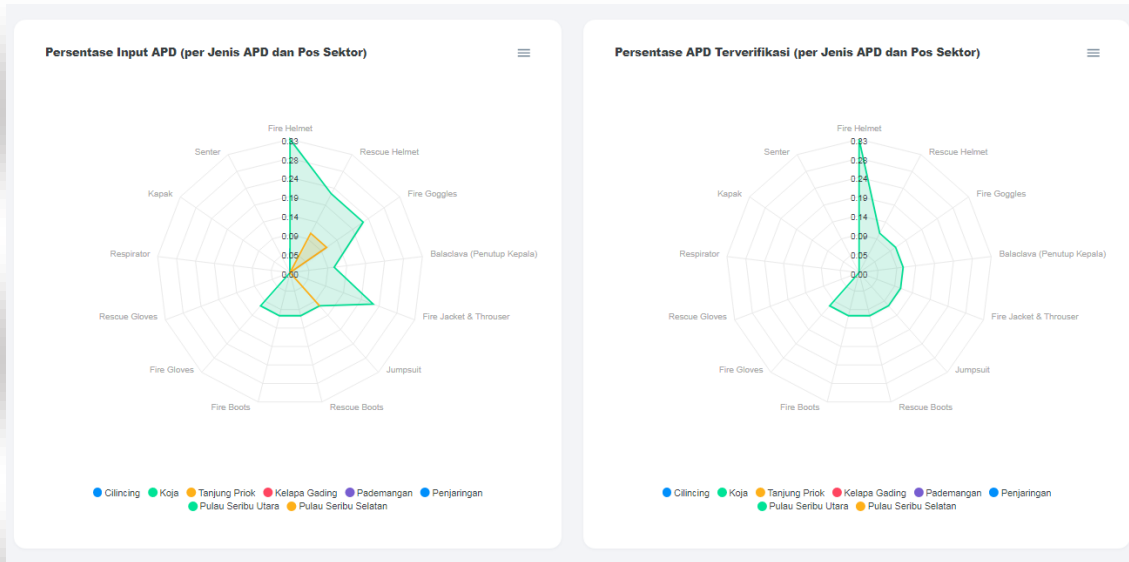 Persentase Input APD (per Jenis APD dan Pos Sektor)
Fire Helmet
Rescue Helmet
Fire Goggles
Balaclava (Penutup Kepala)
Fire Jacket & Throuser
Jumpsuit
Rescue Boots
Fire Boots
Fire Gloves
Rescue Gloves
Respirator
Kapak
Senter
0.33
0.28
0.24
0.19
0.14
0.09
0.05
0.00
Cilincing Koja Tanjung Priok Kelapa Gading Pademangan Penjaringan
Pulau Seribu Utara Pulau Seribu Selatan
Persentase APD Terverifikasi (per Jenis APD dan Pos Sektor)
Fire Helmet
Rescue Helmet
Fire Goggles
Balaclava (Penutup Kepala)
Fire Jacket & Throuser
Jumpsuit
Rescue Boots
Fire Boots
Fire Gloves
Rescue Gloves
Respirator
Kapak
Senter
0.33
0.28
0.24
0.19
0.14
0.09
0.05
0.00
Cilincing Koja Tanjung Priok Kelapa Gading Pademangan Penjaringan
Pulau Seribu Utara Pulau Seribu Selatan